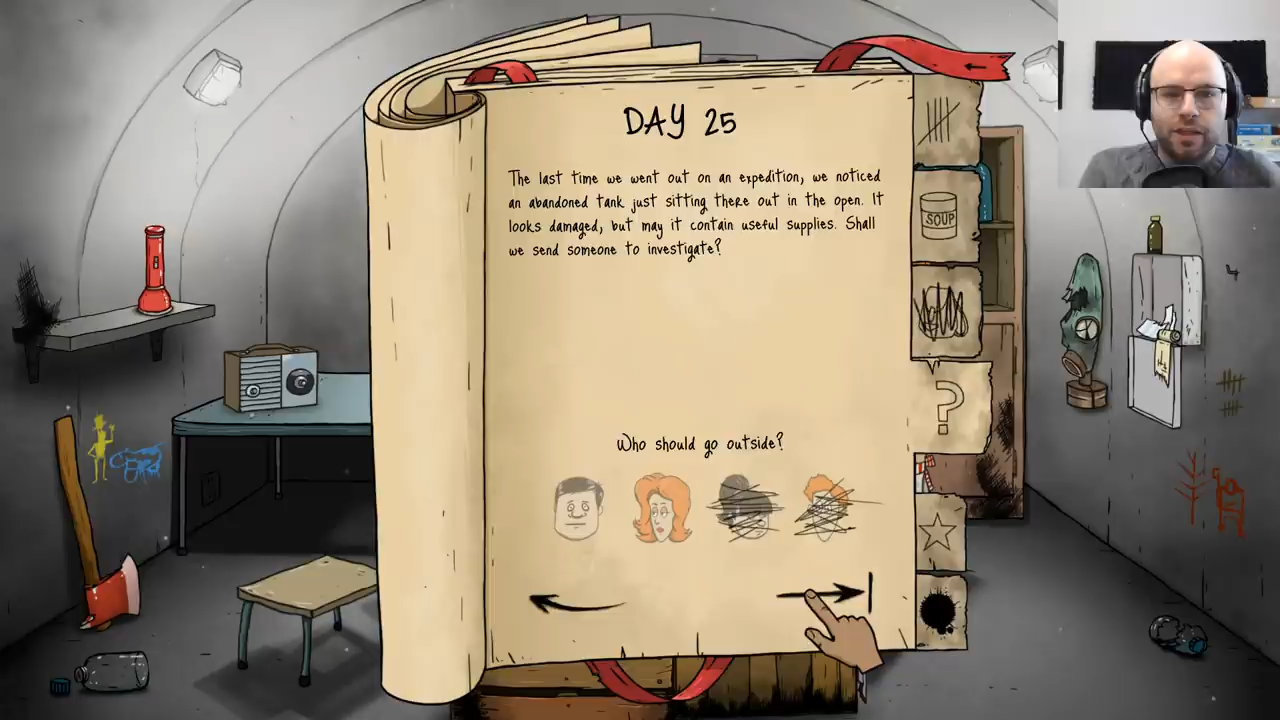 DAY 25
The last time we went out on an expedition, we noticed
an abandoned tank just sitting there out in the open. It
looks damaged, but may it contain useful supplies. Shall
we send someone to investigate?
SOUP
Who should go outside?